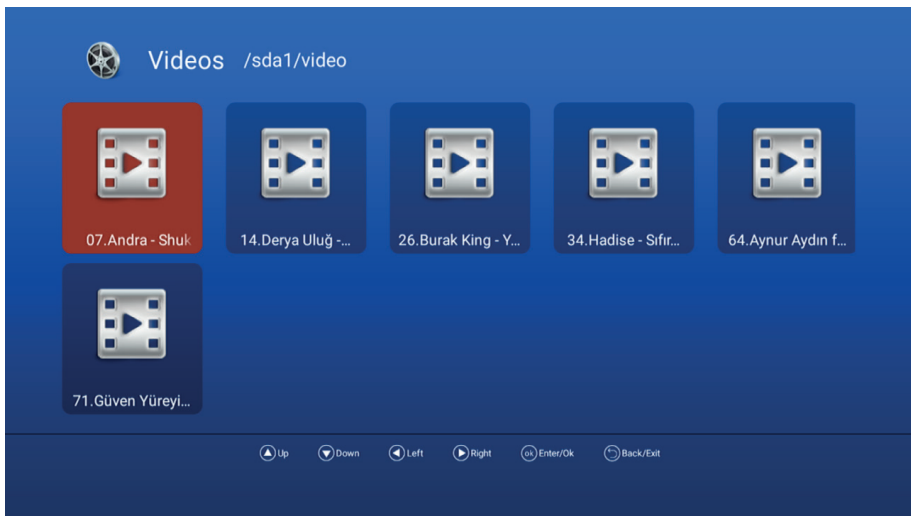 Videos /sda1/video
07.Andra - Shuk
14.Derya Uluğ -...
26.Burak King - Y...
34.Hadise - Sıfır...
64.Aynur Aydın f...
71.Güven Yüreyi...
Up Down Left Right ok Enter/Ok Back/Exit